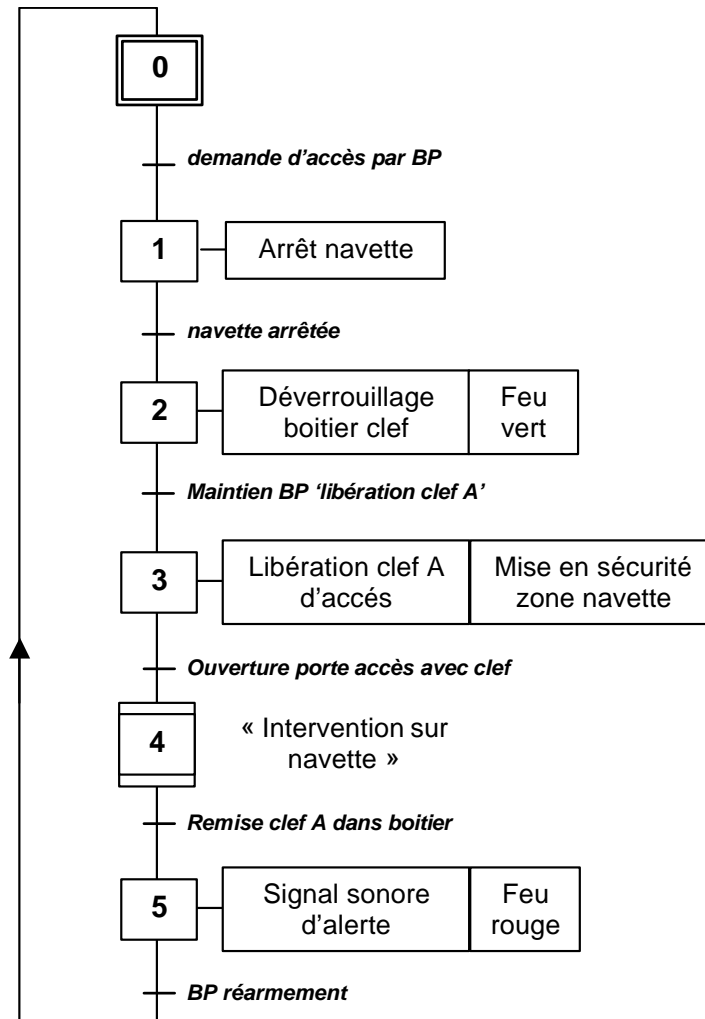 0
demande d’accès par BP
1
Arrêt navette
navette arrêtée
2
Déverrouillage
boitier clef
Feu
vert
Maintien BP ‘libération clef A’
3
Libération clef A
d’accés
Mise en sécurité
zone navette
Ouverture porte accès avec clef
4
« Intervention sur
navette »
Remise clef A dans boitier
5
Signal sonore
d’alerte
Feu
rouge
BP réarmement